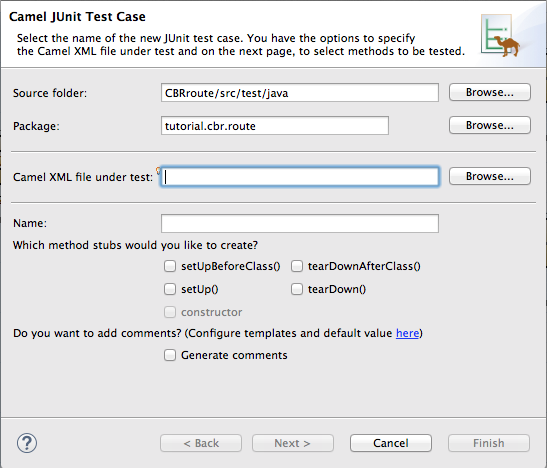 Camel JUnit Test Case
Select the name of the new JUnit test case. You have the options to specify
the Camel XML file under test and on the next page, to select methods to be tested.
Source folder: CBRroute/src/test/java Browse...
Package: tutorial.cbr.route Browse...
Camel XML file under test: Browse...
Name:
Which method stubs would you like to create?
setUpBeforeClass() tearDownAfterClass()
setUp() tearDown()
constructor
Do you want to add comments? (Configure templates and default value here)
Generate comments
? < Back Next > Cancel Finish